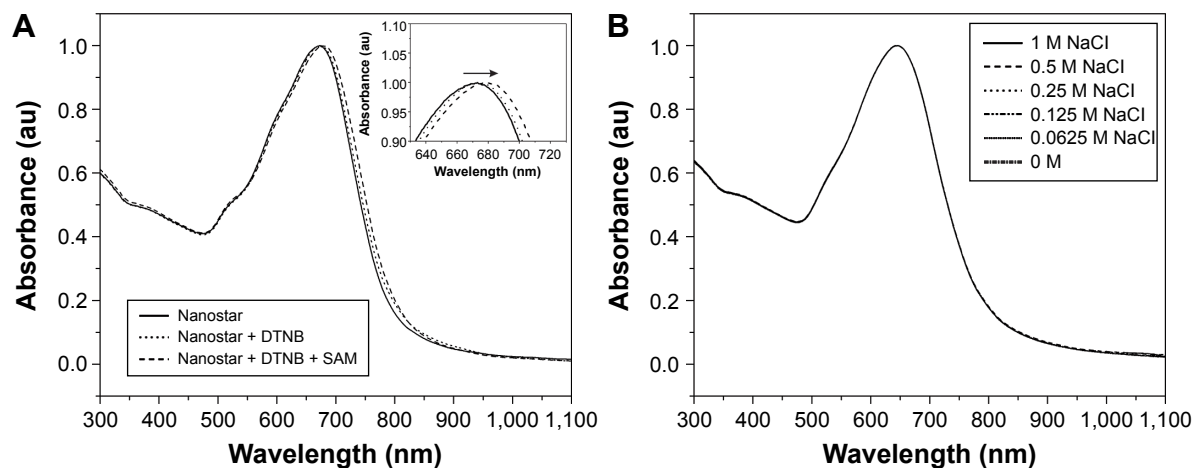 A
Absorbance (au)
1.0
0.8
0.6
0.4
0.2
0.0
300 400 500 600 700 800 900 1,000 1,100
Wavelength (nm)
Nanostar
Nanostar + DTNB
Nanostar + DTNB + SAM
Absorbance (au)
1.10
1.05
1.00
0.95
0.90
640 660 680 700 720
Wavelength (nm)
B
Absorbance (au)
1.0
0.8
0.6
0.4
0.2
0.0
300 400 500 600 700 800 900 1,000 1,100
Wavelength (nm)
1 M NaCl
0.5 M NaCl
0.25 M NaCl
0.125 M NaCl
0.0625 M NaCl
0 M